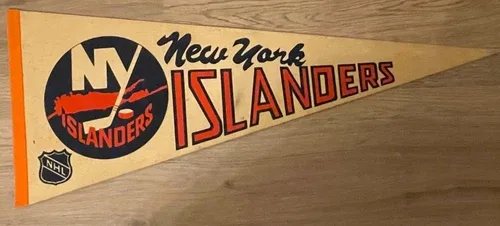 NY
ISLANDERS
NHL
New York
ISLANDERS